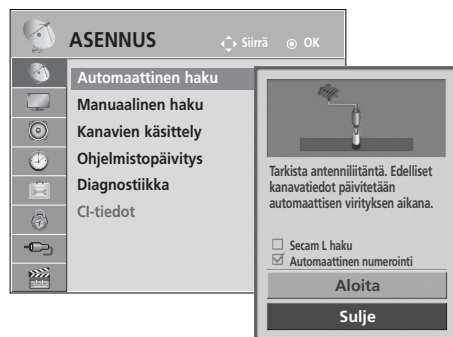 ASENNUS
Siirrä
OK
Automaattinen haku
Manuaalinen haku
Kanavien käsittely
Ohjelmistopäivitys
Diagnostiikka
CI-tiedot
Tarkista antenniliitäntä. Edelliset
kanavatiedot päivitetään
automaattisen virityksen aikana.
Secam L haku
Automaattinen numerointi
Aloita
Sulje